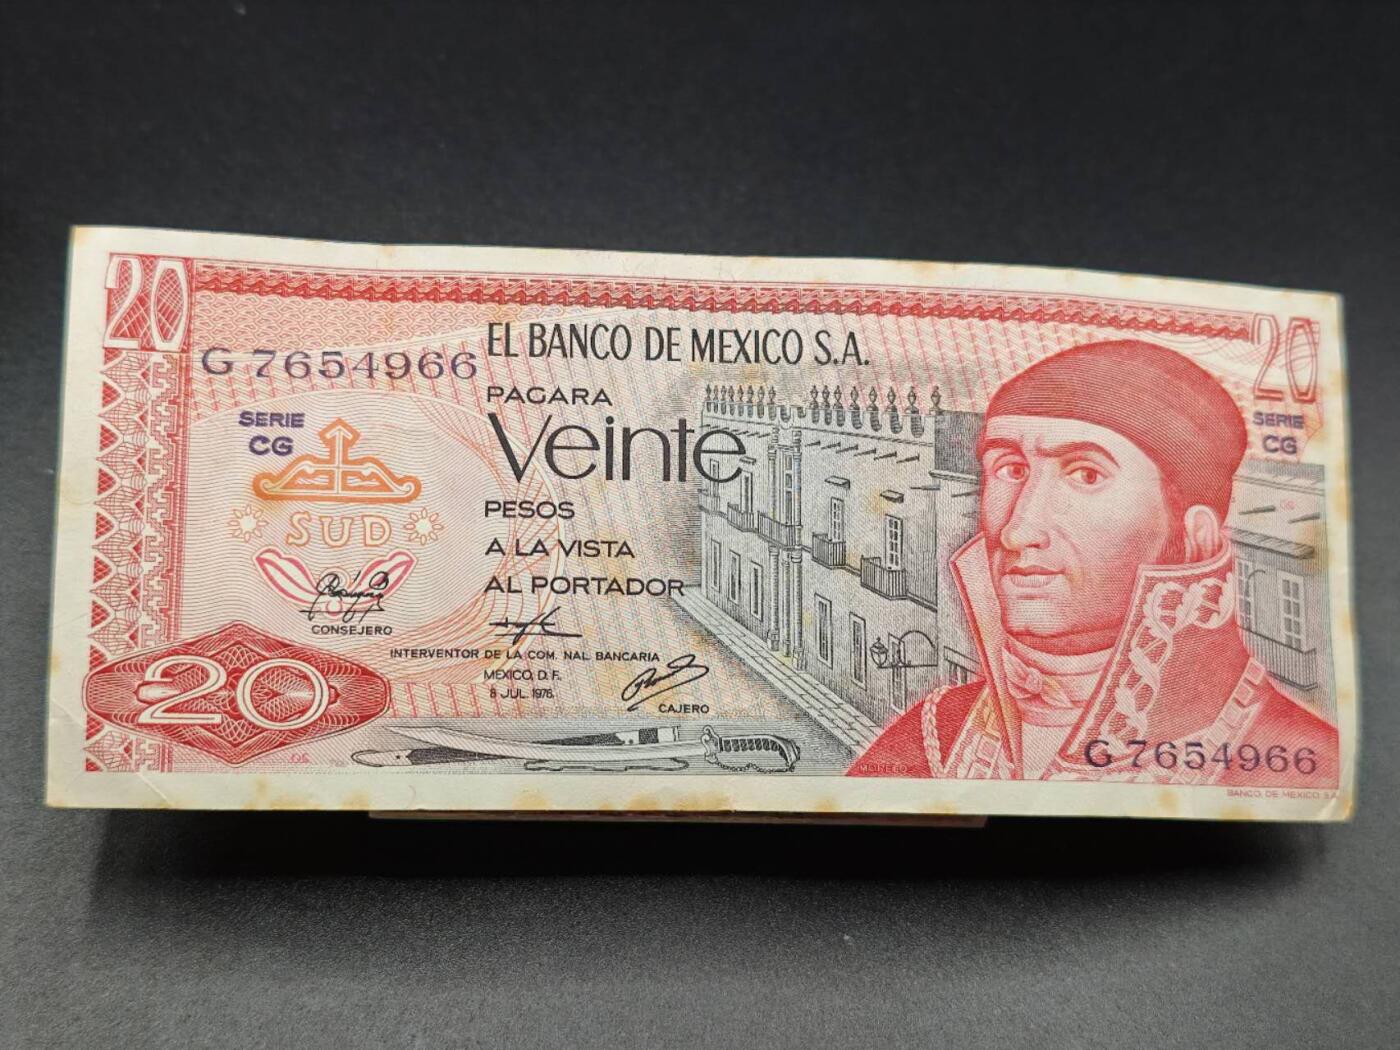 20
20
G 7654966
EL BANCO DE MEXICO S.A.
SERIE
CG
SERIE
CG
PAGARA
Veinte
PESOS
A LA VISTA
AL PORTADOR
SUD
CONSEJERO
INTERVENTOR DE LA COM. NAL. BANCARIA
MEXICO, D. F.
8 JUL. 1976.
CAJERO
20
MORELOS
G 7654966
BANCO DE MEXICO S.A.